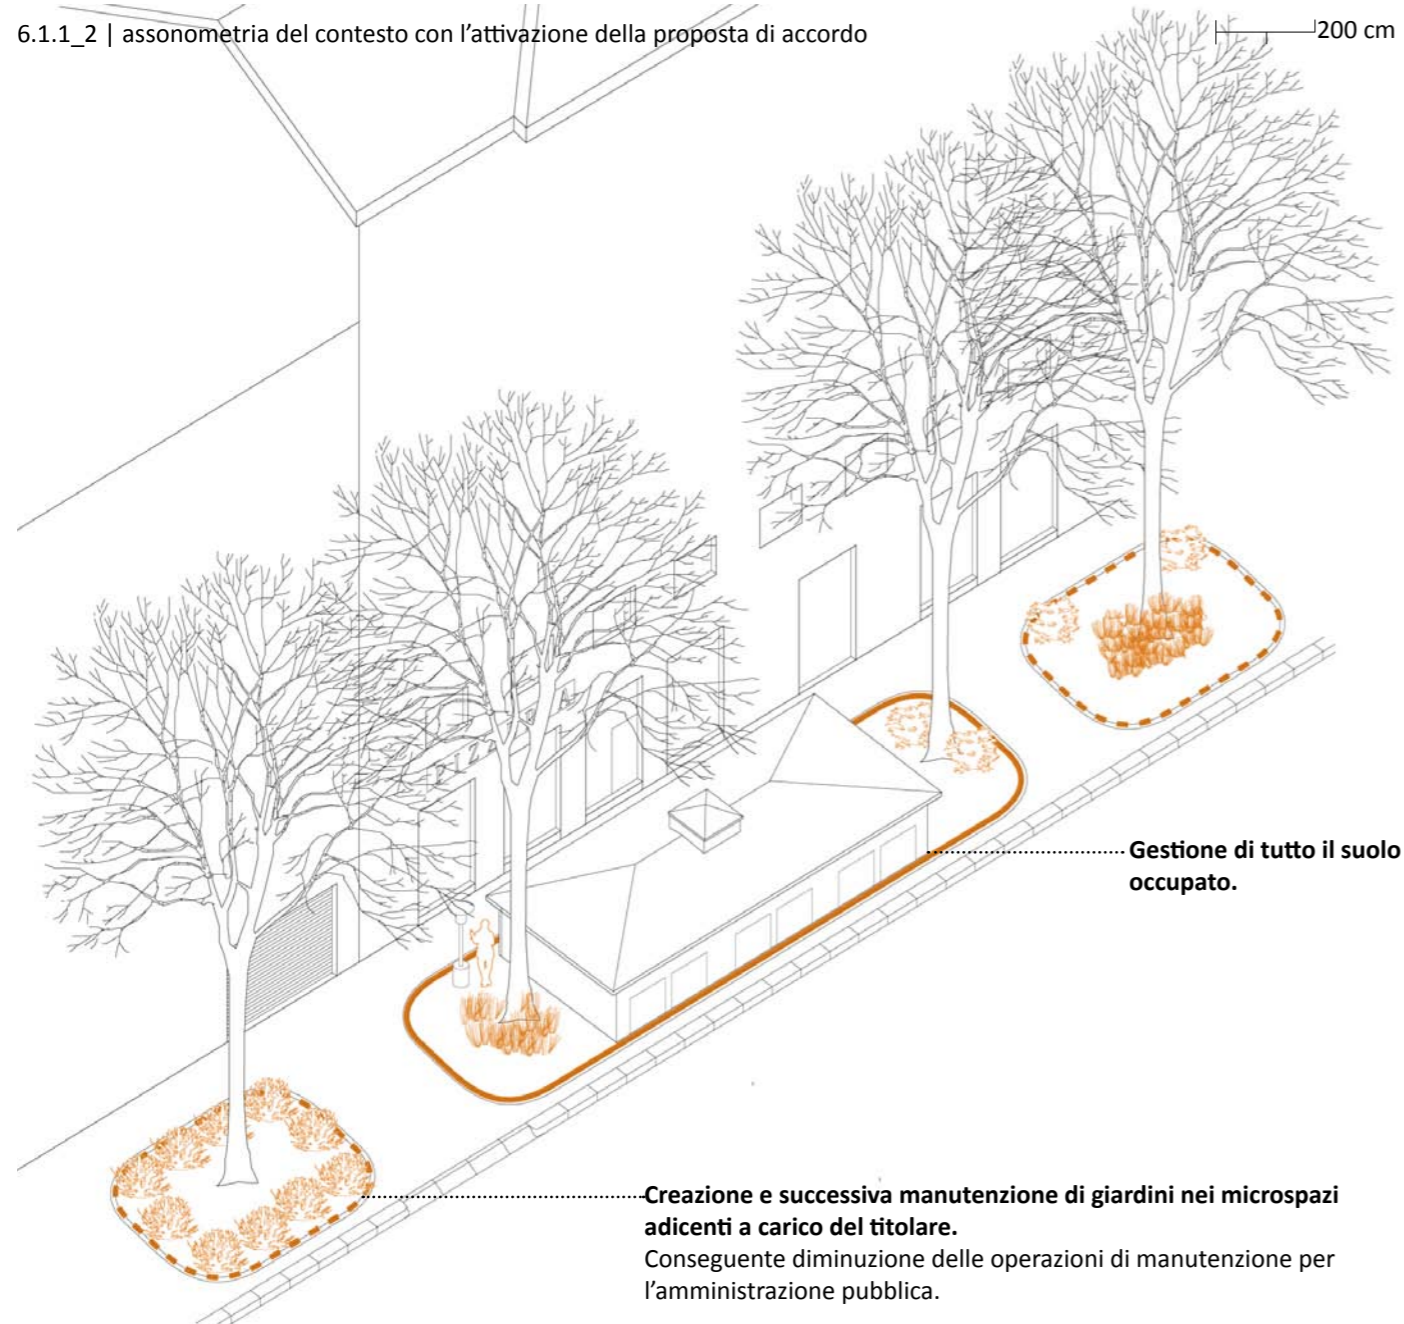 6.1.1_2 | assonometria del contesto con l'attivazione della proposta di accordo
200 cm
Gestione di tutto il suolo
occupato.
Creazione e successiva manutenzione di giardini nei microspazi
adicenti a carico del titolare.
Conseguente diminuzione delle operazioni di manutenzione per
l'amministrazione pubblica.